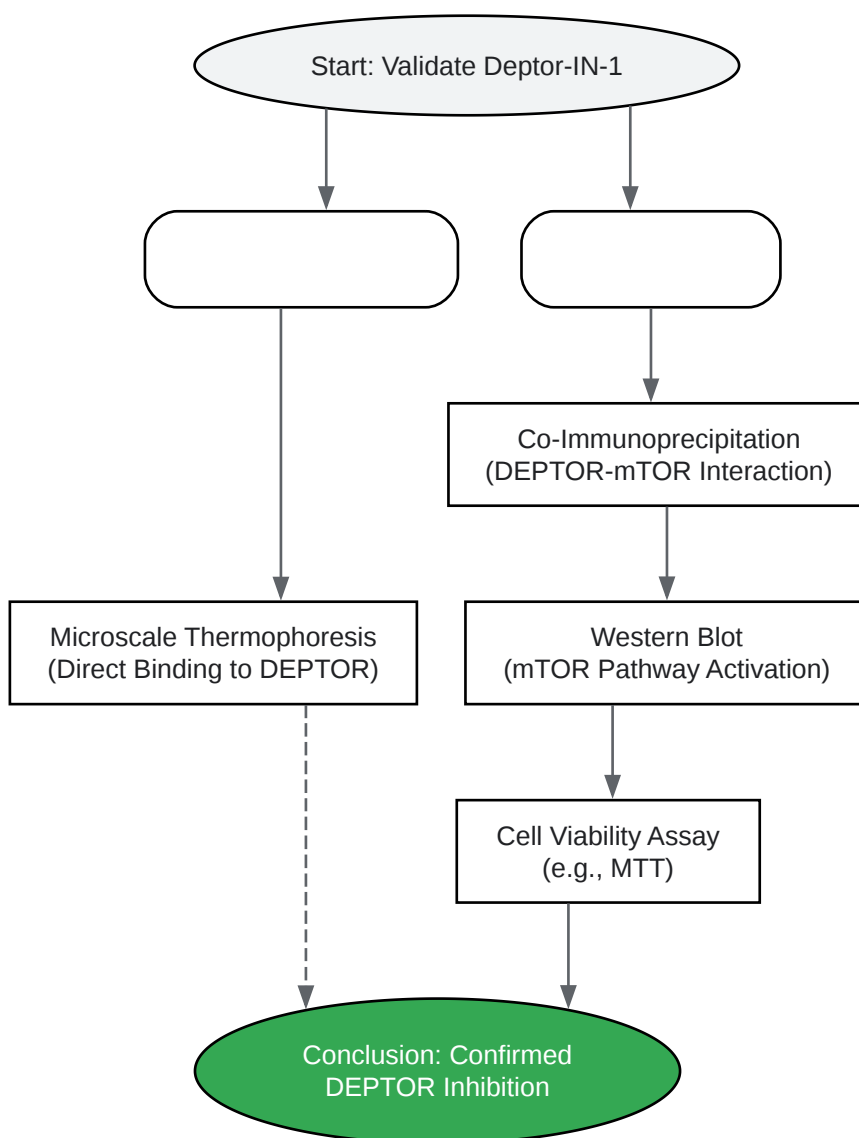 Start: Validate Deptor-IN-1
Co-Immunoprecipitation
(DEPTOR-mTOR Interaction)
Microscale Thermophoresis
(Direct Binding to DEPTOR)
Western Blot
(mTOR Pathway Activation)
Cell Viability Assay
(e.g., MTT)
Conclusion: Confirmed
DEPTOR Inhibition